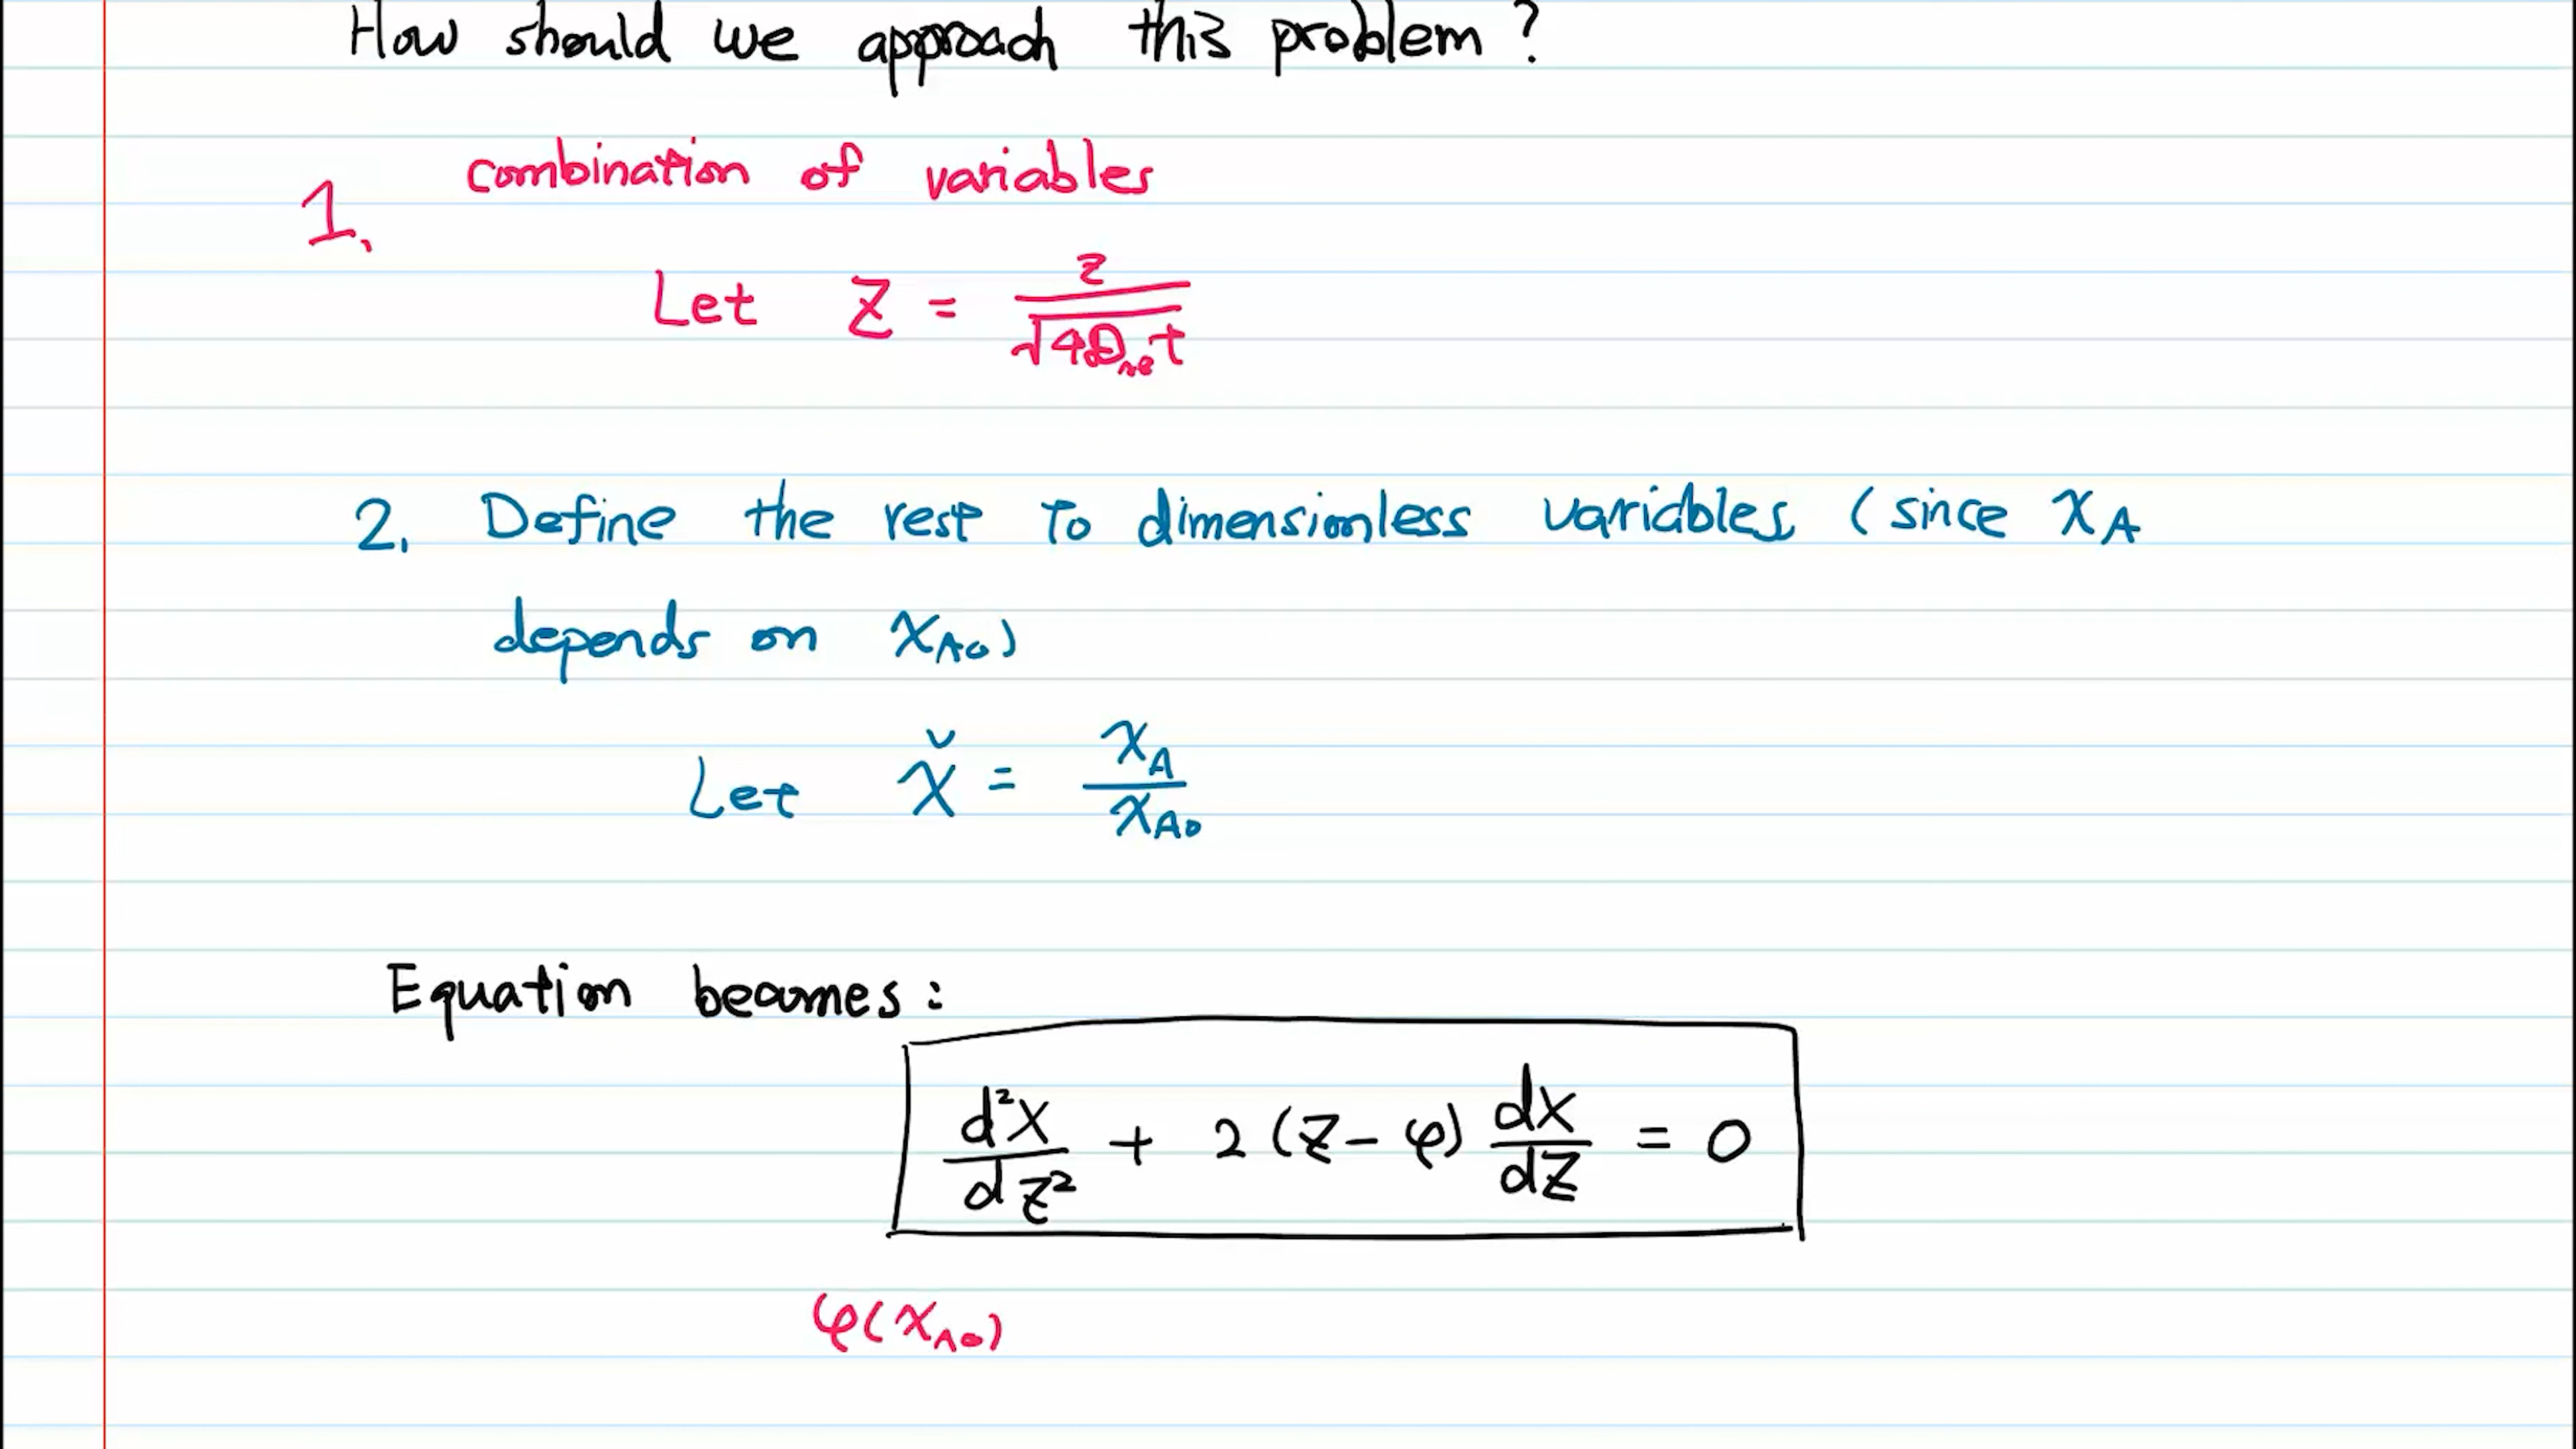 How should we approach this problem?
1. combination of variables
Let Z = z / √4𝒟_AB t
2. Define the rest to dimensionless variables (since x_A
depends on x_A0)
Let x̌ = x_A / x_A0
Equation becomes:
d²X/dZ² + 2(Z-φ) dX/dZ = 0
φ(x_A0)